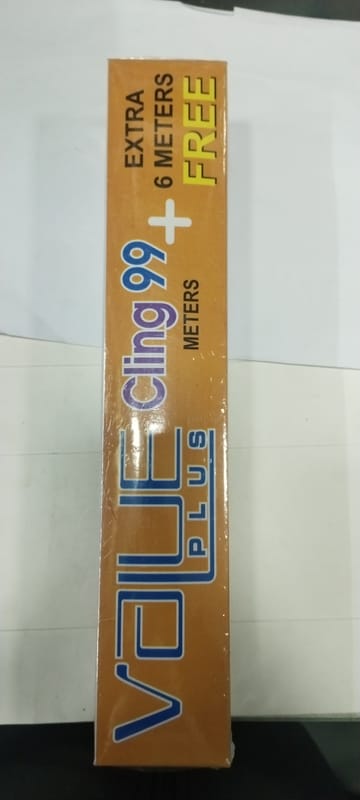 VALUE
PLUS
Cling 99
METERS
+
EXTRA
6 METERS
FREE